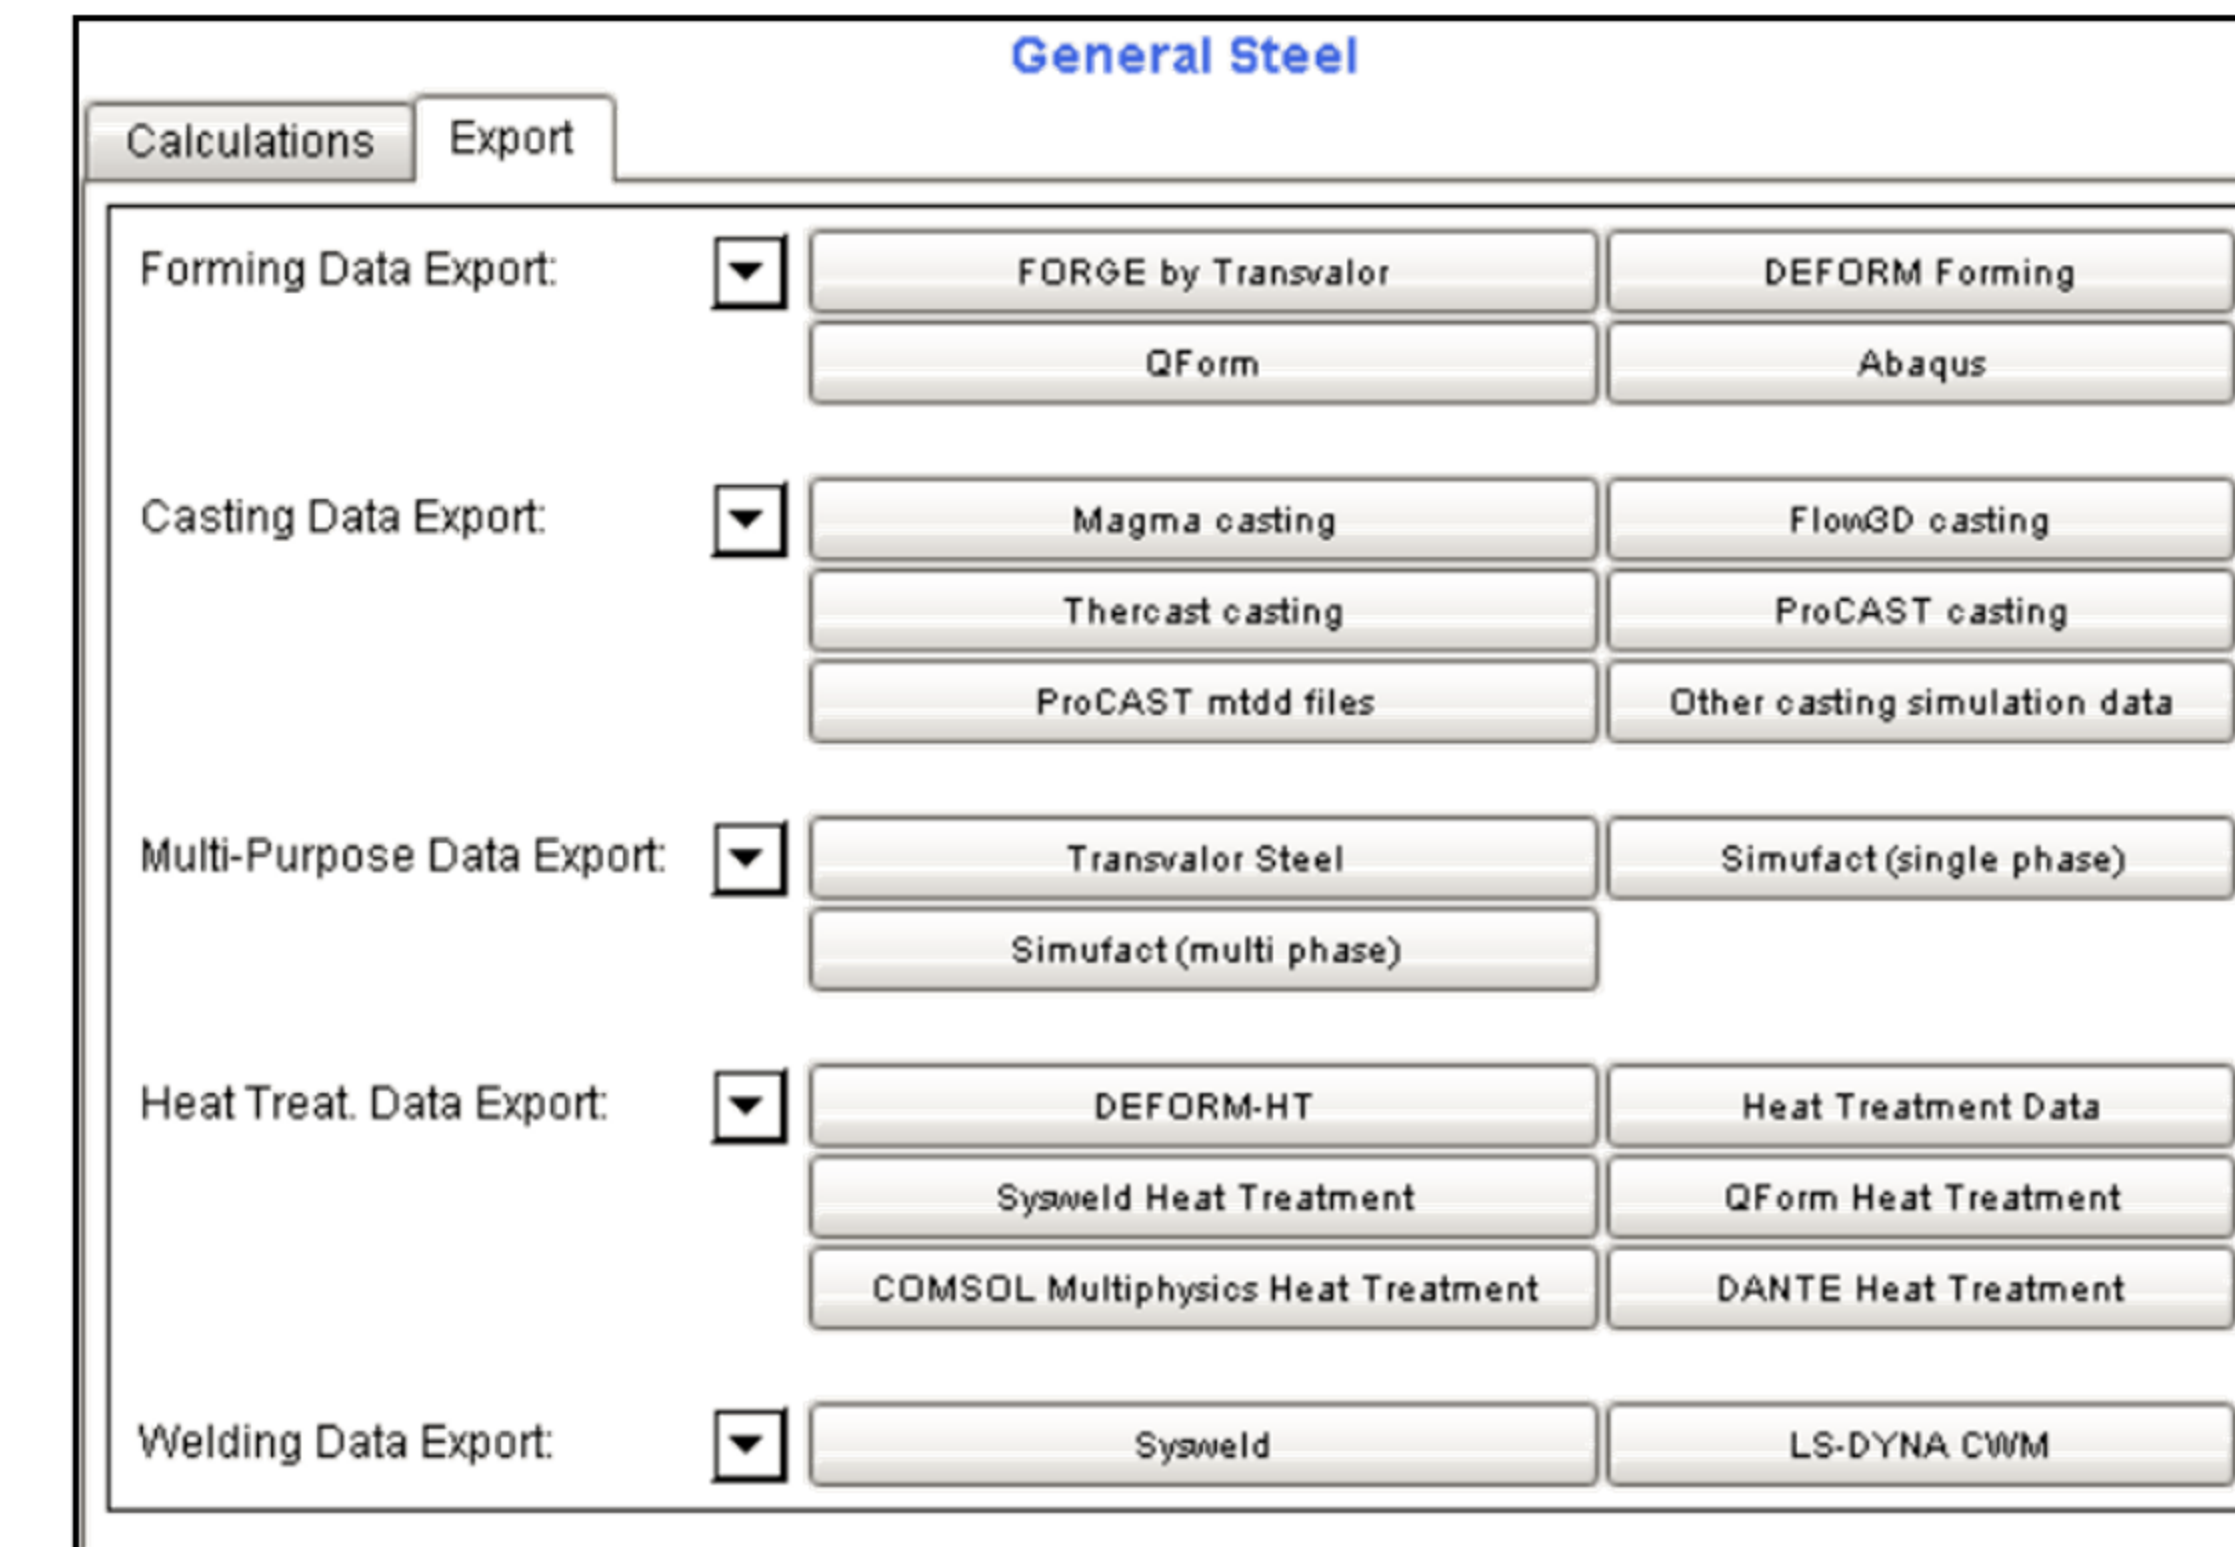 General Steel
Calculations Export
Forming Data Export: FORGE by Transvalor DEFORM Forming
QForm Abaqus
Casting Data Export: Magma casting Flow3D casting
Thercast casting ProCAST casting
ProCAST mtdd files Other casting simulation data
Multi-Purpose Data Export: Transvalor Steel Simufact (single phase)
Simufact (multi phase)
Heat Treat. Data Export: DEFORM-HT Heat Treatment Data
Sysweld Heat Treatment QForm Heat Treatment
COMSOL Multiphysics Heat Treatment DANTE Heat Treatment
Welding Data Export: Sysweld LS-DYNA CWM